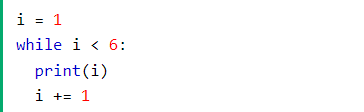 i = 1
while i < 6:
  print(i)
  i += 1